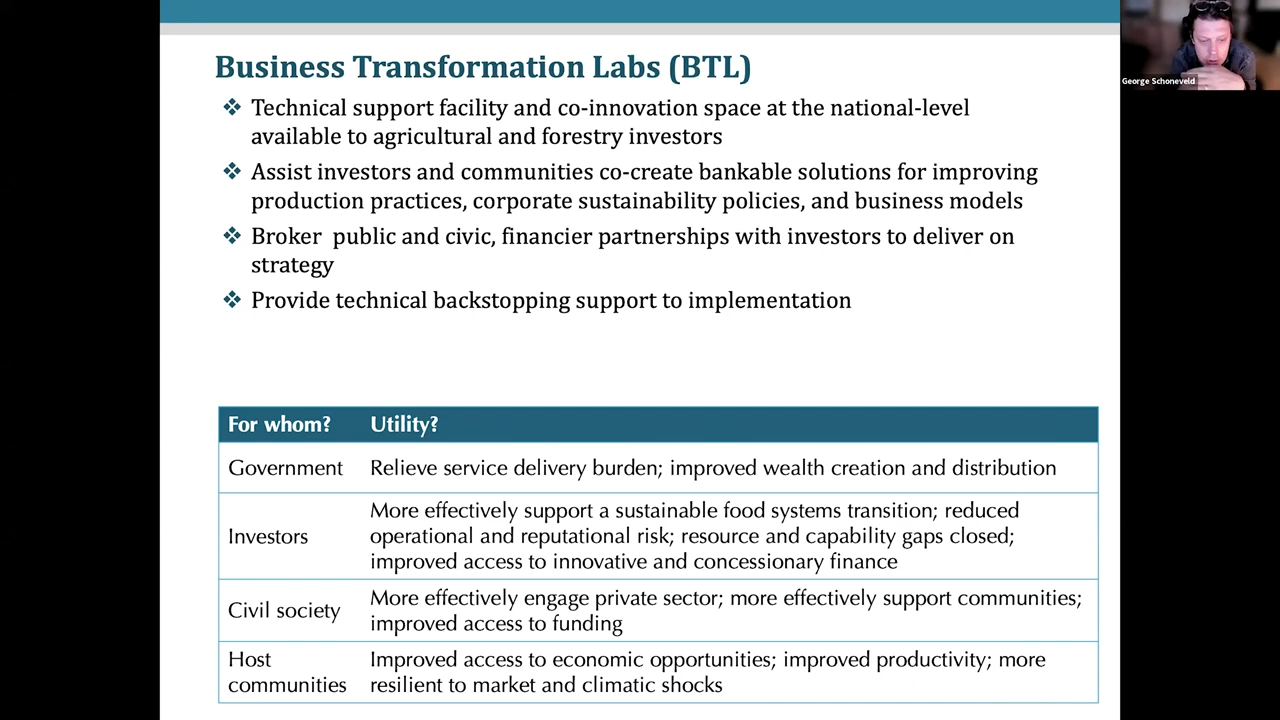 Business Transformation Labs (BTL)
❖ Technical support facility and co-innovation space at the national-level
available to agricultural and forestry investors
❖ Assist investors and communities co-create bankable solutions for improving
production practices, corporate sustainability policies, and business models
❖ Broker  public and civic, financier partnerships with investors to deliver on
strategy
❖ Provide technical backstopping support to implementation
George Schoneveld
For whom? Utility?
Government Relieve service delivery burden; improved wealth creation and distribution
Investors
More effectively support a sustainable food systems transition; reduced
operational and reputational risk; resource and capability gaps closed;
improved access to innovative and concessionary finance
Civil society
More effectively engage private sector; more effectively support communities;
improved access to funding
Host
communities
Improved access to economic opportunities; improved productivity; more
resilient to market and climatic shocks